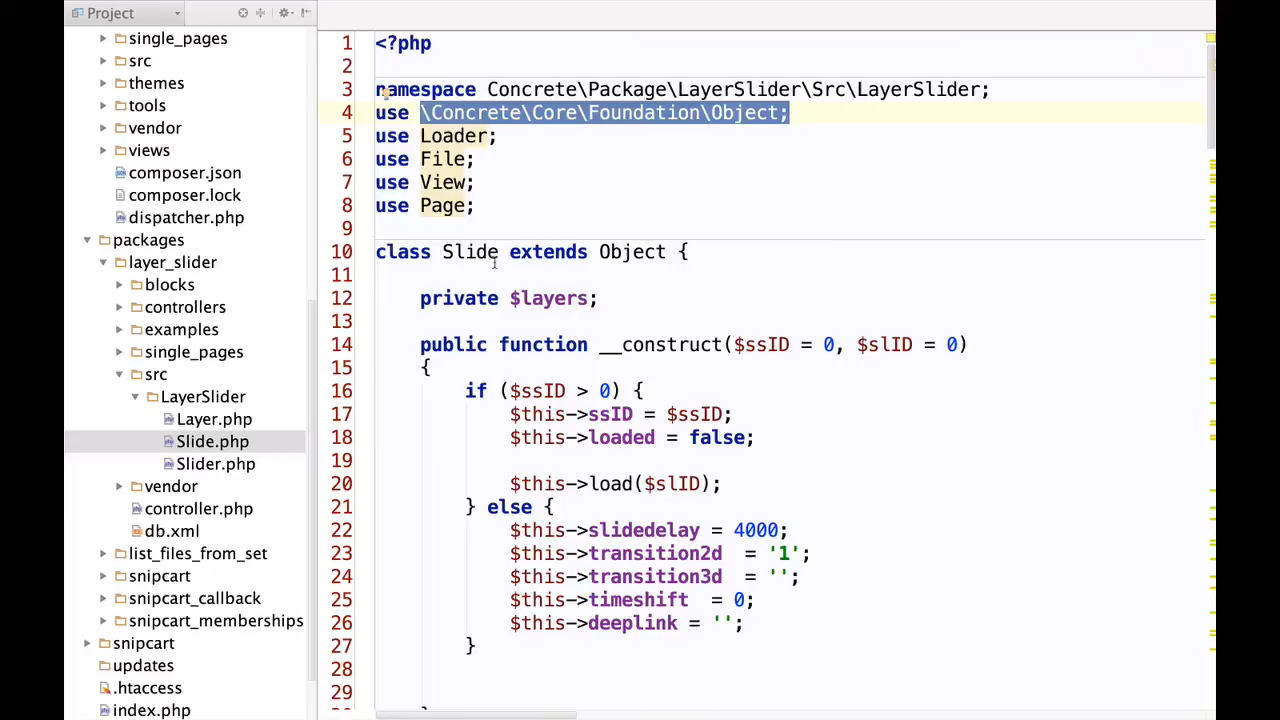 Project
single_pages
src
themes
tools
vendor
views
composer.json
composer.lock
dispatcher.php
packages
layer_slider
blocks
controllers
examples
single_pages
src
LayerSlider
Layer.php
Slide.php
Slider.php
vendor
controller.php
db.xml
list_files_from_set
snipcart
snipcart_callback
snipcart_memberships
snipcart
updates
.htaccess
index.php
1 <?php
2
3 namespace Concrete\Package\LayerSlider\Src\LayerSlider;
4 use \Concrete\Core\Foundation\Object;
5 use Loader;
6 use File;
7 use View;
8 use Page;
9
10 class Slide extends Object {
11
12 private $layers;
13
14 public function __construct($ssID = 0, $slID = 0)
15 {
16 if ($ssID > 0) {
17 $this->ssID = $ssID;
18 $this->loaded = false;
19
20 $this->load($slID);
21 } else {
22 $this->slidedelay = 4000;
23 $this->transition2d = '1';
24 $this->transition3d = '';
25 $this->timeshift = 0;
26 $this->deeplink = '';
27 }
28
29